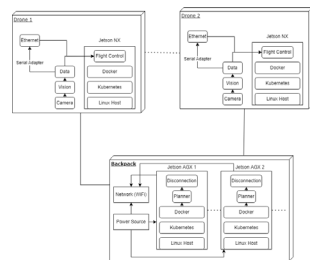 Drone 1
Ethernet
Jetson NX
Flight Control
Serial Adapter
Data
Docker
Vision
Kubernetes
Camera
Linux Host
Drone 2
Ethernet
Jetson NX
Flight Control
Serial Adapter
Data
Docker
Vision
Kubernetes
Camera
Linux Host
Backpack
Jetson AGX 1
Jetson AGX 2
Disconnection
Disconnection
Network (WiFi)
Planner
Planner
Power Source
Docker
Docker
Kubernetes
Kubernetes
Linux Host
Linux Host